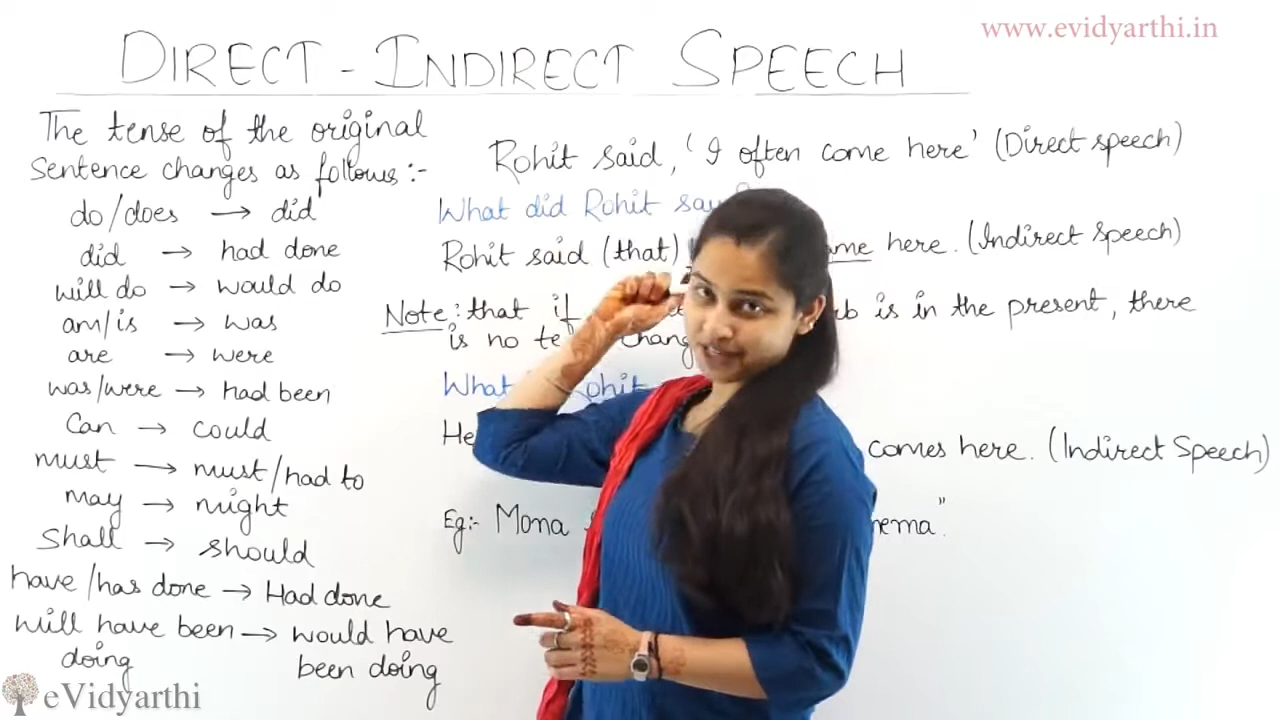 www.evidyarthi.in
DIRECT - INDIRECT SPEECH
The tense of the original
Sentence changes as follows :-
do/does → did
did → had done
will do → would do
am/is → was
are → were
was/were → had been
Can → could
must → must/had to
may → might
Shall → should
have/has done → Had done
will have been → would have
doing been doing
Rohit said, 'I often come here' (Direct speech)
What did Rohit say
Rohit said (that) here. (Indirect Speech)
Note : that if is in the present, there
is no
What Rohit
He comes here. (Indirect Speech)
Eg:- Mona "
eVidyarthi